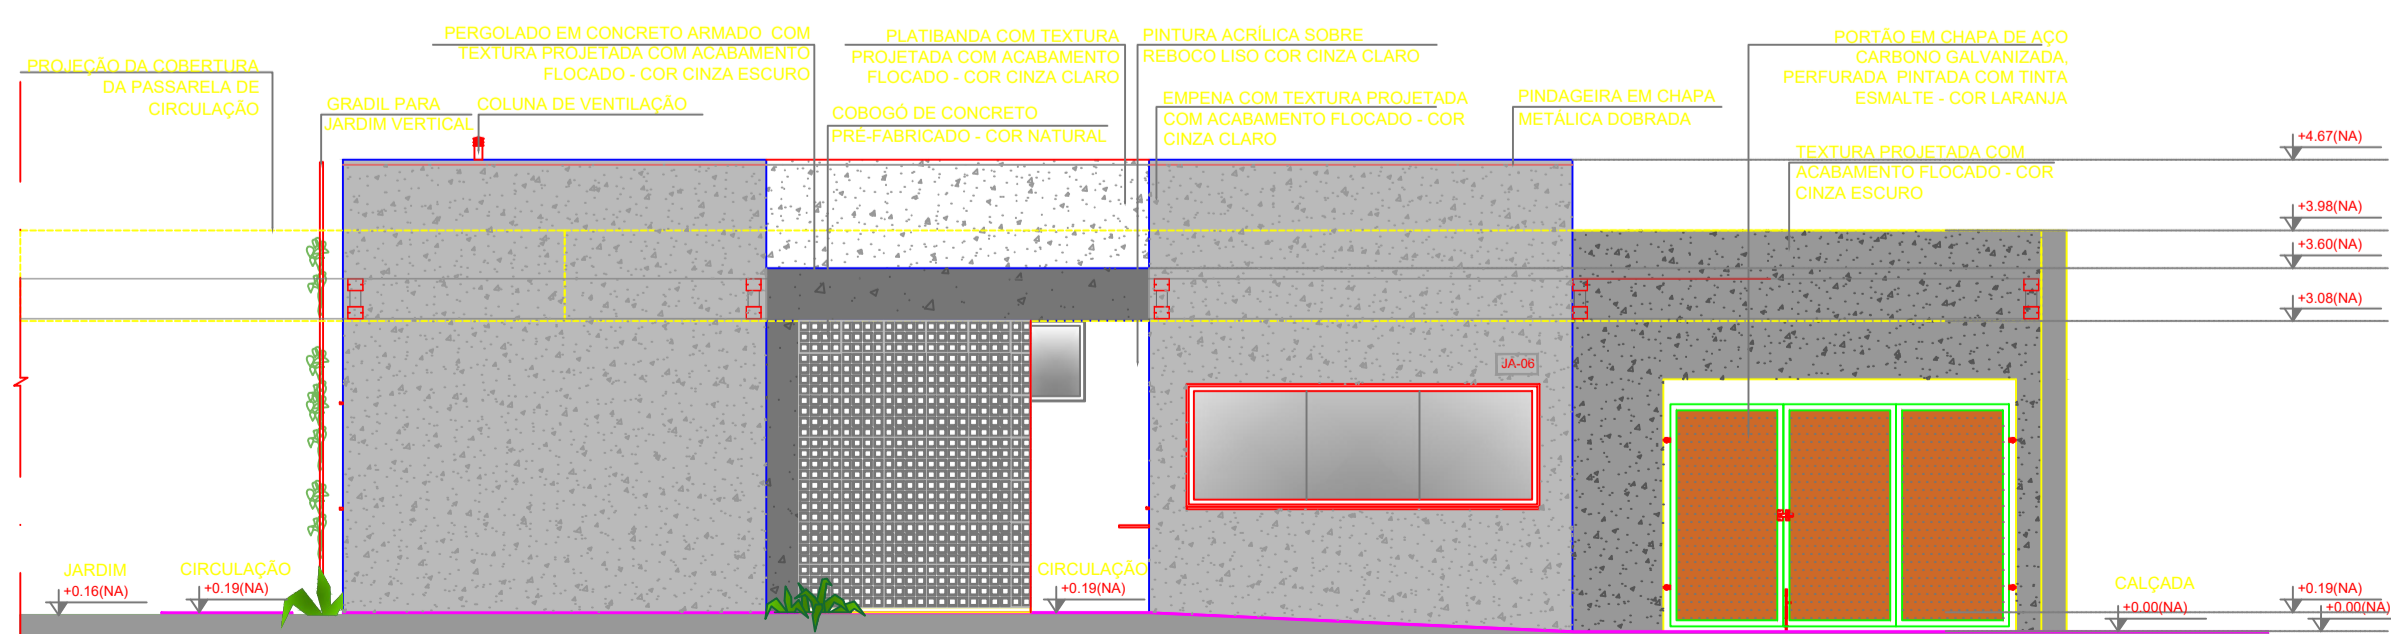 PROJEÇÃO DA COBERTURA
DA PASSARELA DE
CIRCULAÇÃO
GRADIL PARA
JARDIM VERTICAL
PERGOLADO EM CONCRETO ARMADO COM
TEXTURA PROJETADA COM ACABAMENTO
FLOCADO - COR CINZA ESCURO
COLUNA DE VENTILAÇÃO
PLATIBANDA COM TEXTURA
PROJETADA COM ACABAMENTO
FLOCADO - COR CINZA CLARO
COBOGÓ DE CONCRETO
PRÉ-FABRICADO - COR NATURAL
PINTURA ACRÍLICA SOBRE
REBOCO LISO COR CINZA CLARO
EMPENA COM TEXTURA PROJETADA
COM ACABAMENTO FLOCADO - COR
CINZA CLARO
PINDAGEIRA EM CHAPA
METÁLICA DOBRADA
PORTÃO EM CHAPA DE AÇO
CARBONO GALVANIZADA,
PERFURADA PINTADA COM TINTA
ESMALTE - COR LARANJA
TEXTURA PROJETADA COM
ACABAMENTO FLOCADO - COR
CINZA ESCURO
+4.67(NA)
+3.98(NA)
+3.60(NA)
+3.08(NA)
JA-06
JARDIM
+0.16(NA)
CIRCULAÇÃO
+0.19(NA)
CIRCULAÇÃO
+0.19(NA)
CALÇADA
+0.00(NA)
+0.19(NA)
+0.00(NA)